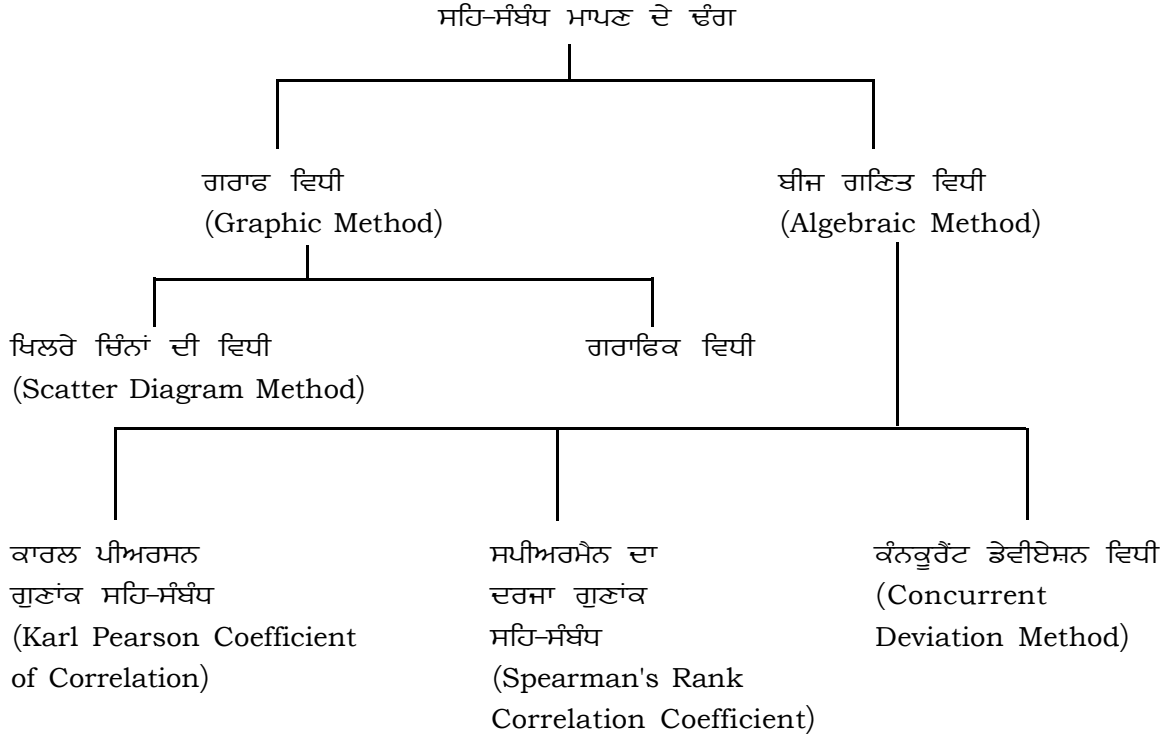 ਸਹਿ-ਸੰਬੰਧ ਮਾਪਣ ਦੇ ਢੰਗ
ਗਰਾਫ ਵਿਧੀ
(Graphic Method)
ਬੀਜ ਗਣਿਤ ਵਿਧੀ
(Algebraic Method)
ਖਿਲਰੇ ਚਿੰਨਾਂ ਦੀ ਵਿਧੀ
(Scatter Diagram Method)
ਗਰਾਫਿਕ ਵਿਧੀ
ਕਾਰਲ ਪੀਅਰਸਨ
ਗੁਣਾਂਕ ਸਹਿ-ਸੰਬੰਧ
(Karl Pearson Coefficient
of Correlation)
ਸਪੀਅਰਮੈਨ ਦਾ
ਦਰਜਾ ਗੁਣਾਂਕ
ਸਹਿ-ਸੰਬੰਧ
(Spearman's Rank
Correlation Coefficient)
ਕੰਨਕੂਰੈਂਟ ਡੇਵੀਏਸ਼ਨ ਵਿਧੀ
(Concurrent
Deviation Method)